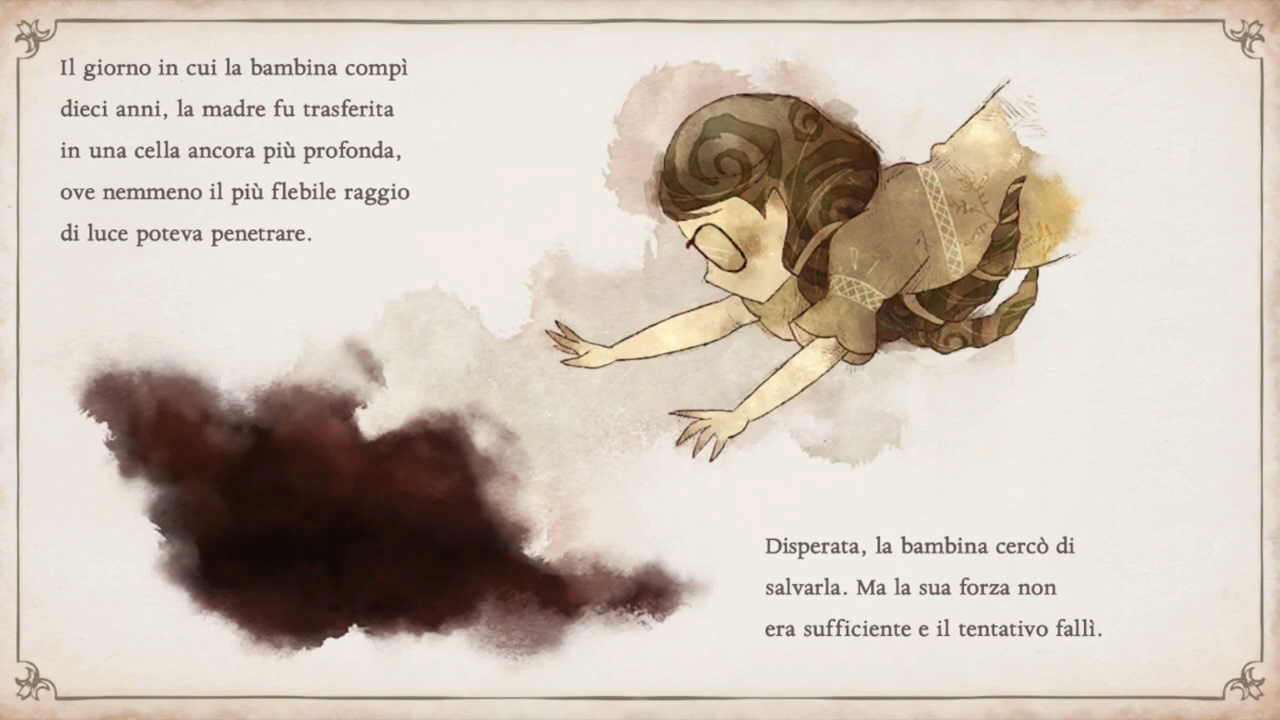 Il giorno in cui la bambina compì
dieci anni, la madre fu trasferita
in una cella ancora più profonda,
ove nemmeno il più flebile raggio
di luce poteva penetrare.
Disperata, la bambina cercò di
salvarla. Ma la sua forza non
era sufficiente e il tentativo fallì.